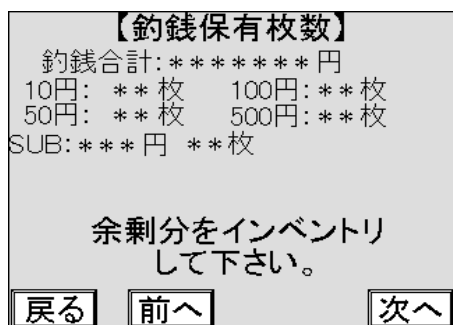 【釣銭保有枚数】
釣銭合計:*******円
10円: **枚 100円:**枚
50円: **枚 500円:**枚
SUB:***円 **枚
余剰分をインベントリ
して下さい。
戻る 前へ 次へ